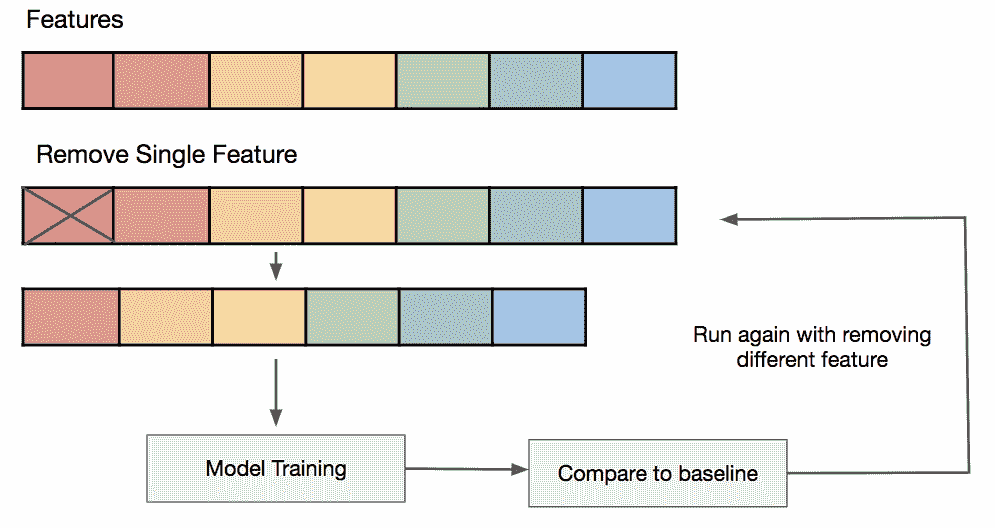 Features
Remove Single Feature
Run again with removing
different feature
Model Training
Compare to baseline